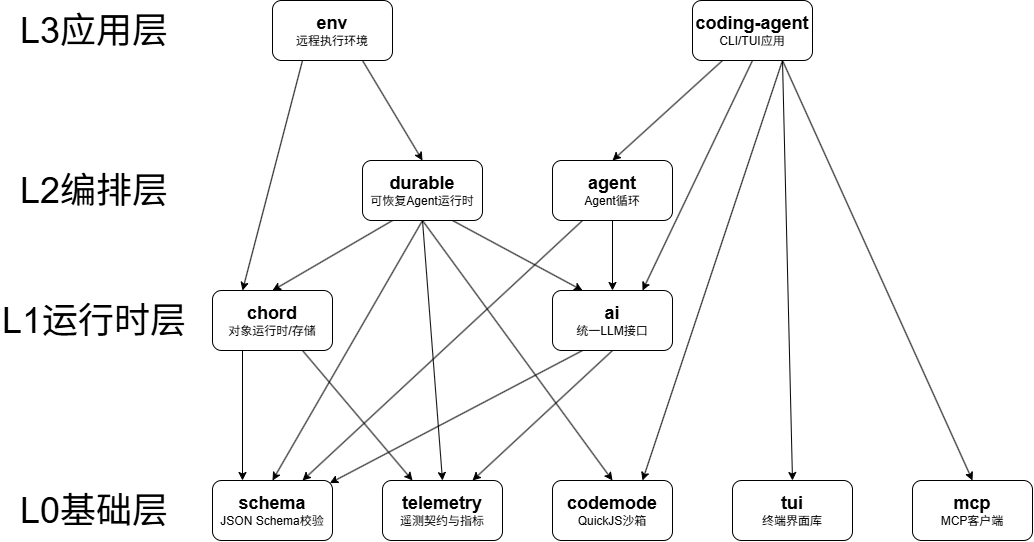 L3应用层
env
远程执行环境
coding-agent
CLI/TUI应用
L2编排层
durable
可恢复Agent运行时
agent
Agent循环
L1运行时层
chord
对象运行时/存储
ai
统一LLM接口
L0基础层
schema
JSON Schema校验
telemetry
遥测契约与指标
codemode
QuickJS沙箱
tui
终端界面库
mcp
MCP客户端